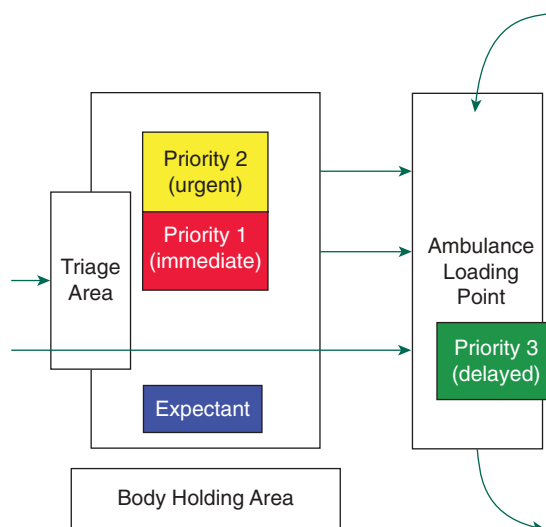 Priority 2
(urgent)
Priority 1
(immediate)
Triage
Area
Ambulance
Loading
Point
Priority 3
(delayed)
Expectant
Body Holding Area